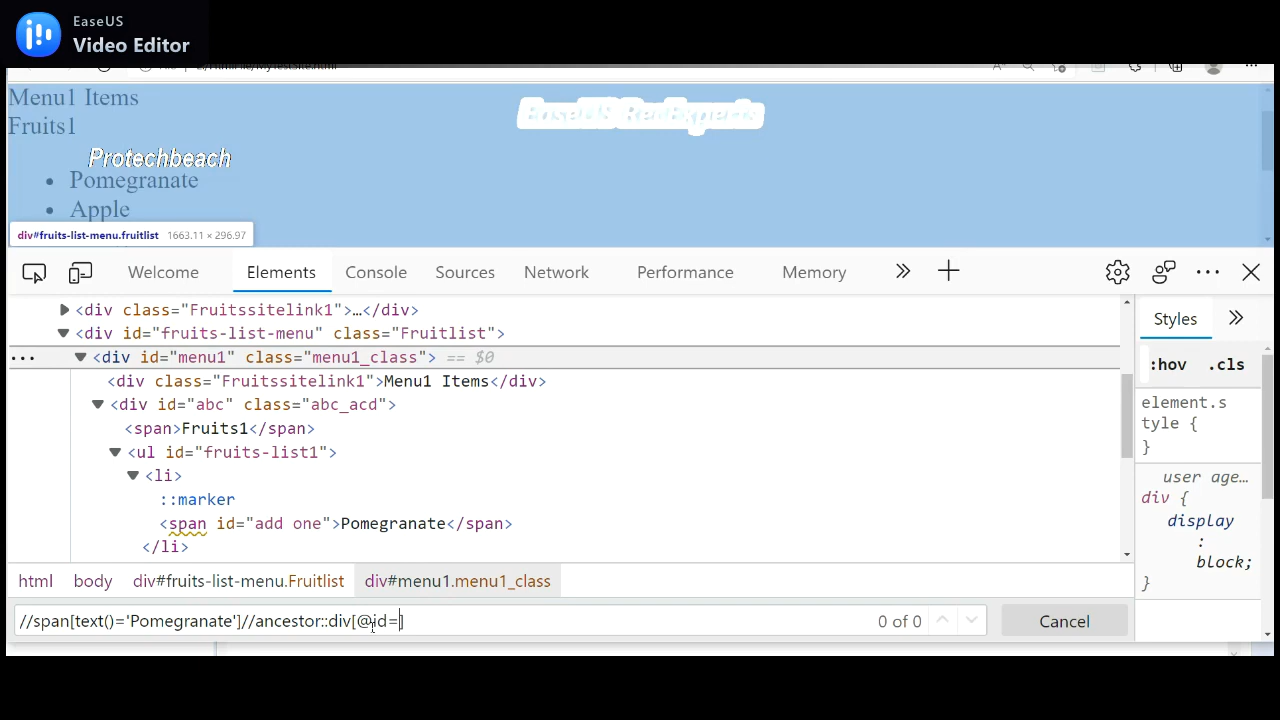 EaseUS
Video Editor
Menu1 Items
EaseUS RecExperts
Fruits1
Protechbeach
Pomegranate
Apple
div#fruits-list-menu.fruitlist 1663.11 × 296.97
Welcome Elements Console Sources Network Performance Memory
<div class="Fruitssitelink1">…</div>
<div id="fruits-list-menu" class="Fruitlist">
<div id="menu1" class="menu1_class"> == $0
<div class="Fruitssitelink1">Menu1 Items</div>
<div id="abc" class="abc_acd">
<span>Fruits1</span>
<ul id="fruits-list1">
<li>
::marker
<span id="add one">Pomegranate</span>
</li>
Styles
:hov .cls
element.s
tyle {
}
user age…
div {
display
:
block;
}
html body div#fruits-list-menu.Fruitlist div#menu1.menu1_class
//span[text()='Pomegranate']//ancestor::div[@id=] 0 of 0 Cancel